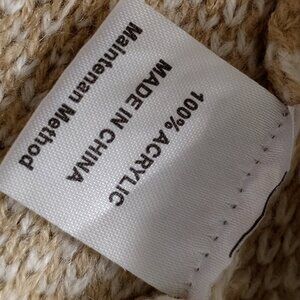 100% ACRYLIC
MADE IN CHINA
Maintenan Method